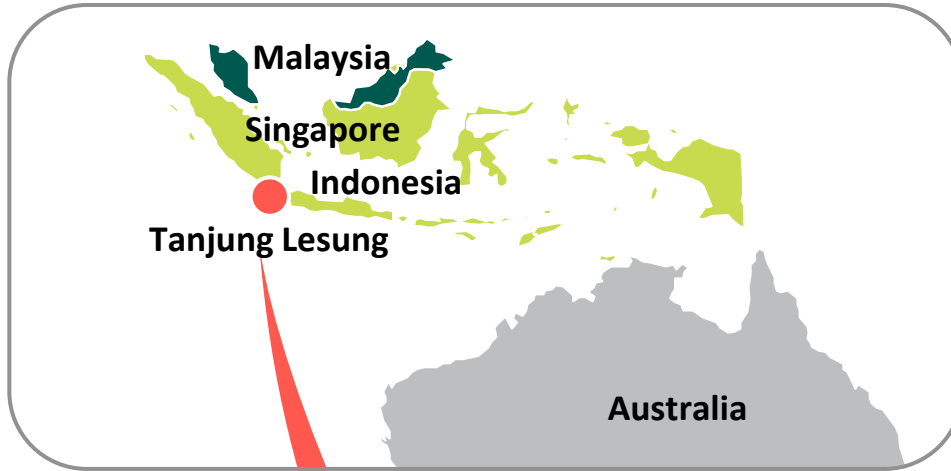 Malaysia
Singapore
Indonesia
Tanjung Lesung
Australia